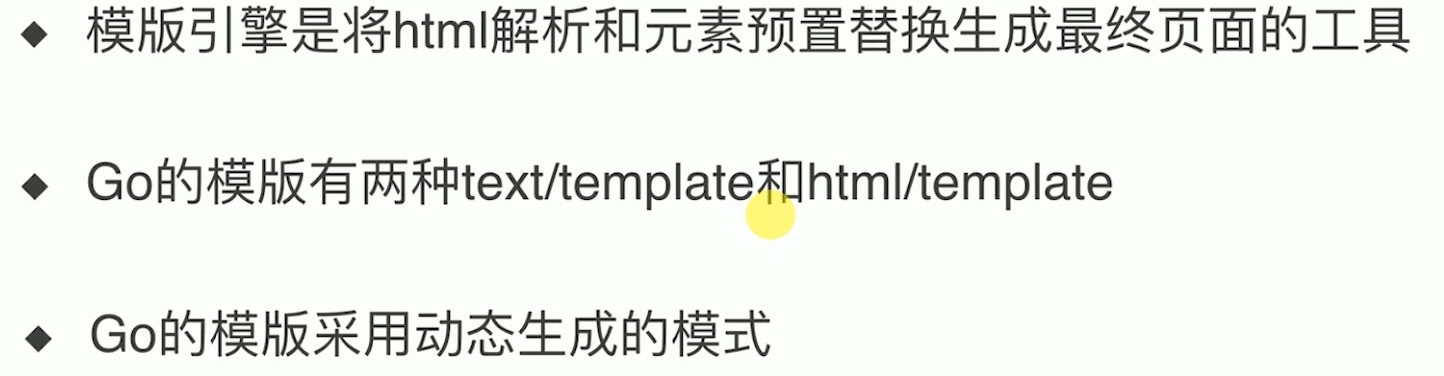 ◆ 模版引擎是将html解析和元素预置替换生成最终页面的工具
◆ Go的模版有两种text/template和html/template
◆ Go的模版采用动态生成的模式